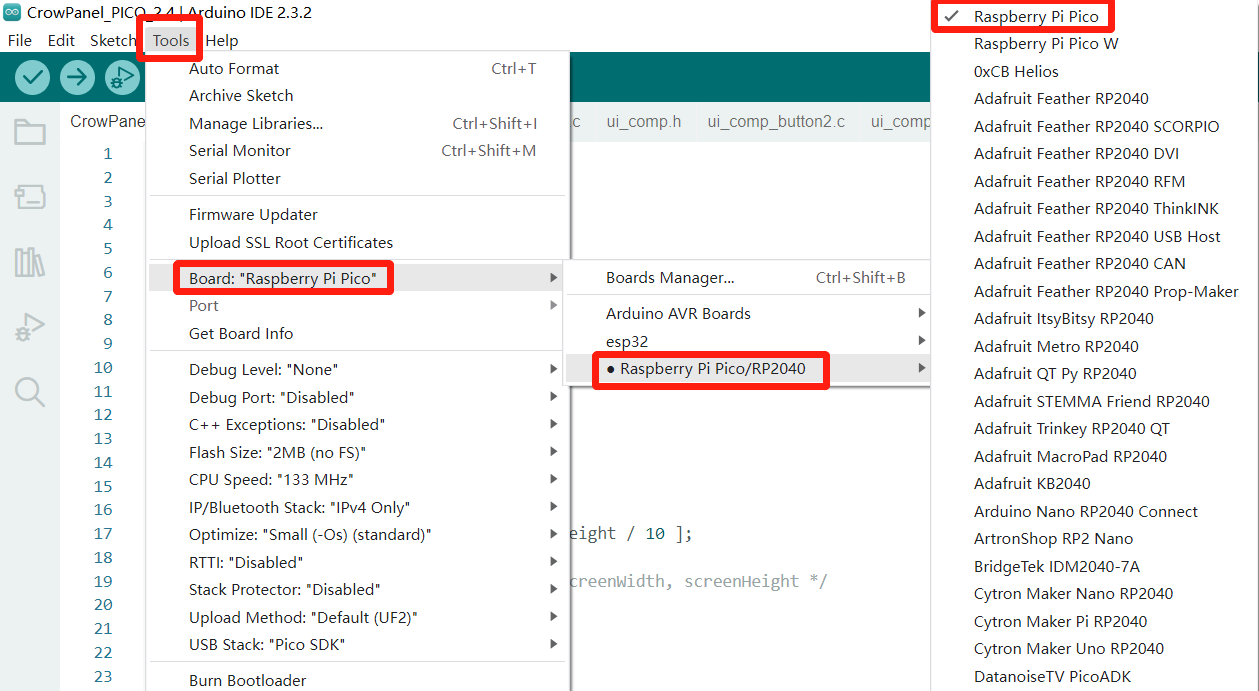 CrowPanel_PICO_2.4 | Arduino IDE 2.3.2
File Edit Sketch Tools Help
CrowPane
.c ui_comp.h ui_comp_button2.c ui_comp
1
2
3
4
5
6
7
8
9
10
11
12
13
14
15
16
17
18
19
20
21
22
23
Auto Format Ctrl+T
Archive Sketch
Manage Libraries... Ctrl+Shift+I
Serial Monitor Ctrl+Shift+M
Serial Plotter
Firmware Updater
Upload SSL Root Certificates
Board: "Raspberry Pi Pico"
Port
Get Board Info
Debug Level: "None"
Debug Port: "Disabled"
C++ Exceptions: "Disabled"
Flash Size: "2MB (no FS)"
CPU Speed: "133 MHz"
IP/Bluetooth Stack: "IPv4 Only"
Optimize: "Small (-Os) (standard)"
RTTI: "Disabled"
Stack Protector: "Disabled"
Upload Method: "Default (UF2)"
USB Stack: "Pico SDK"
Burn Bootloader
Boards Manager... Ctrl+Shift+B
Arduino AVR Boards
esp32
● Raspberry Pi Pico/RP2040
eight / 10 ];
creenWidth, screenHeight */
✓ Raspberry Pi Pico
Raspberry Pi Pico W
0xCB Helios
Adafruit Feather RP2040
Adafruit Feather RP2040 SCORPIO
Adafruit Feather RP2040 DVI
Adafruit Feather RP2040 RFM
Adafruit Feather RP2040 ThinkINK
Adafruit Feather RP2040 USB Host
Adafruit Feather RP2040 CAN
Adafruit Feather RP2040 Prop-Maker
Adafruit ItsyBitsy RP2040
Adafruit Metro RP2040
Adafruit QT Py RP2040
Adafruit STEMMA Friend RP2040
Adafruit Trinkey RP2040 QT
Adafruit MacroPad RP2040
Adafruit KB2040
Arduino Nano RP2040 Connect
ArtronShop RP2 Nano
BridgeTek IDM2040-7A
Cytron Maker Nano RP2040
Cytron Maker Pi RP2040
Cytron Maker Uno RP2040
DatanoiseTV PicoADK